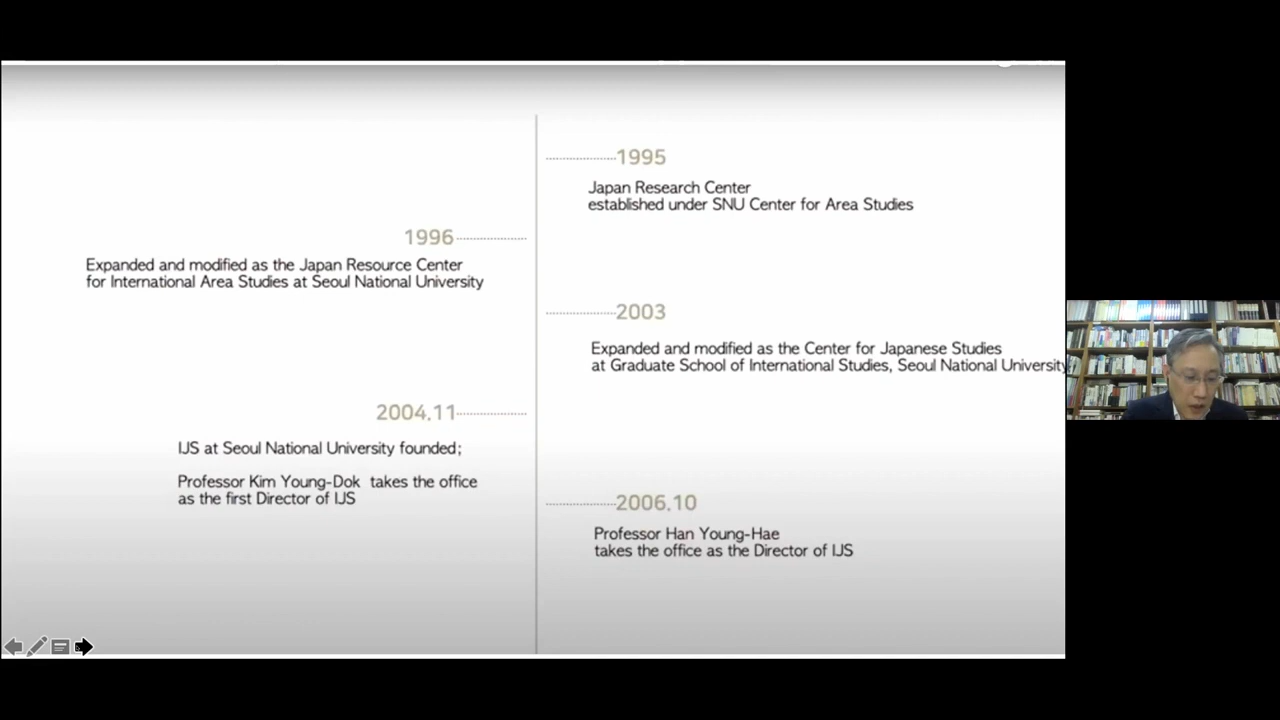 1995
Japan Research Center
established under SNU Center for Area Studies
1996
Expanded and modified as the Japan Resource Center
for International Area Studies at Seoul National University
2003
Expanded and modified as the Center for Japanese Studies
at Graduate School of International Studies, Seoul National University
2004.11
IJS at Seoul National University founded;
Professor Kim Young-Dok takes the office
as the first Director of IJS
2006.10
Professor Han Young-Hae
takes the office as the Director of IJS